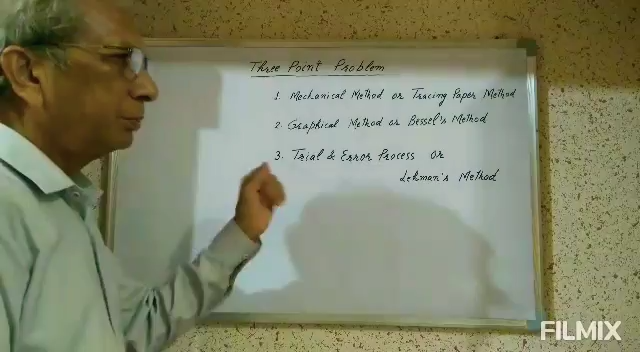 Three Point Problem
1. Mechanical Method or Tracing Paper Method
2. Graphical Method or Bessel's Method
3. Trial & Error Process or
Lehman's Method
FILMIX